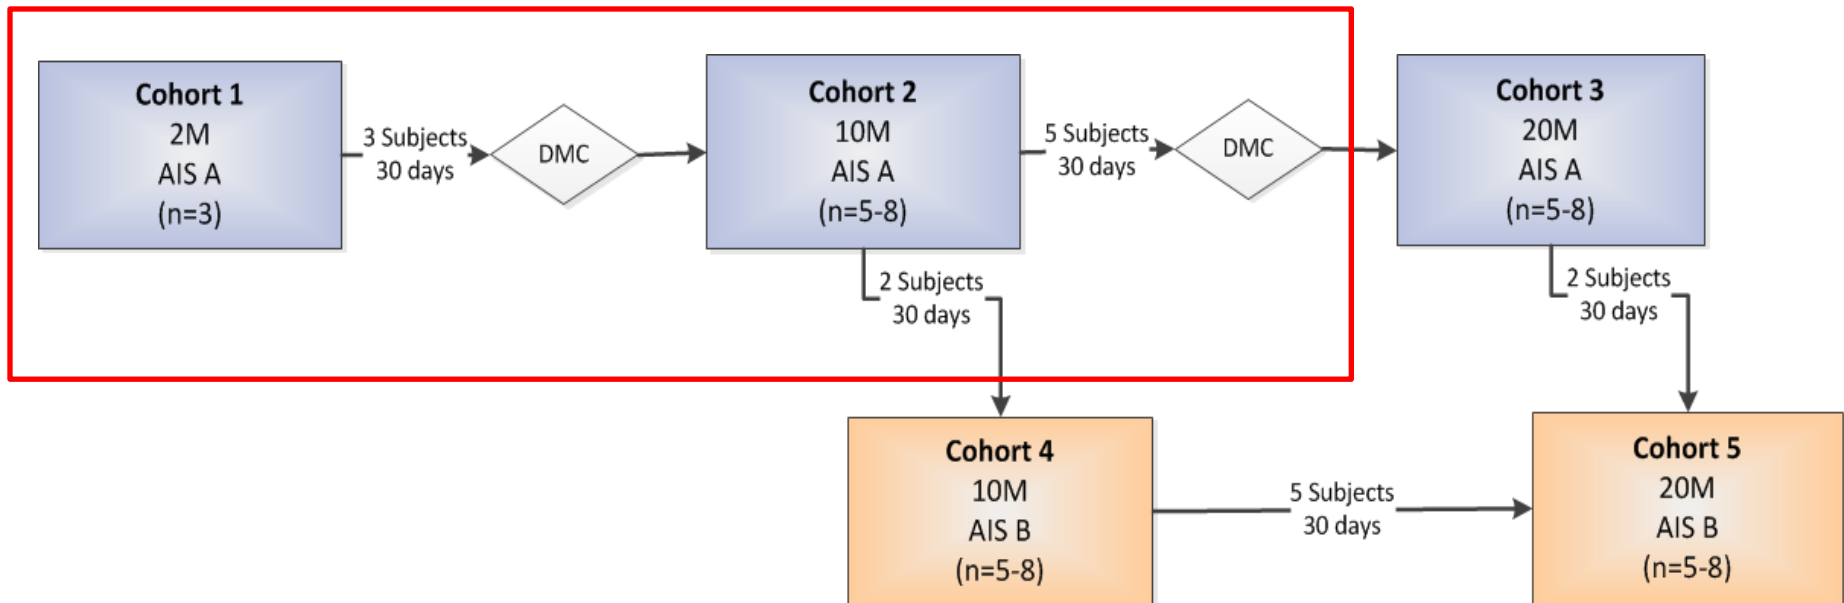 Cohort 1
2M
AIS A
(n=3)
3 Subjects
30 days
DMC
Cohort 2
10M
AIS A
(n=5-8)
5 Subjects
30 days
DMC
Cohort 3
20M
AIS A
(n=5-8)
2 Subjects
30 days
2 Subjects
30 days
Cohort 4
10M
AIS B
(n=5-8)
5 Subjects
30 days
Cohort 5
20M
AIS B
(n=5-8)